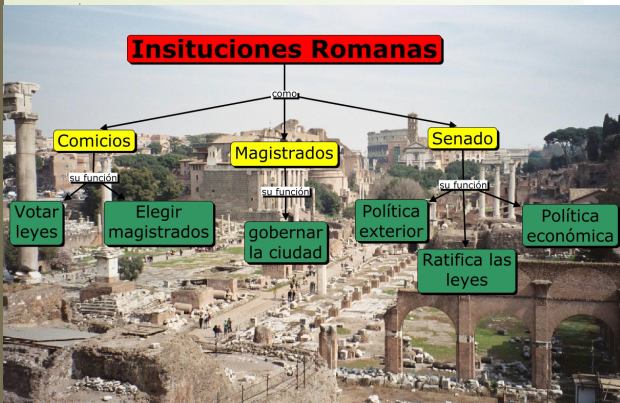 Insituciones Romanas
como
Comicios
Magistrados
Senado
su función
su función
su función
Votar
leyes
Elegir
magistrados
gobernar
la ciudad
Política
exterior
Ratifica las
leyes
Política
económica